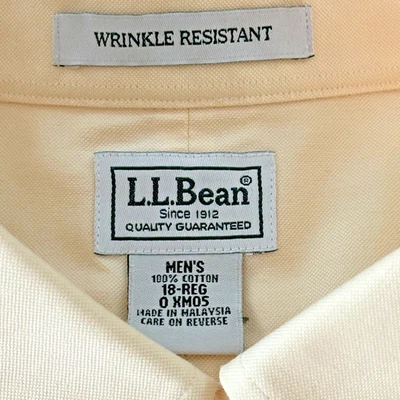 WRINKLE RESISTANT
L.L.Bean®
Since 1912
QUALITY GUARANTEED
MEN'S
100% COTTON
18-REG
0 XM05
MADE IN MALAYSIA
CARE ON REVERSE